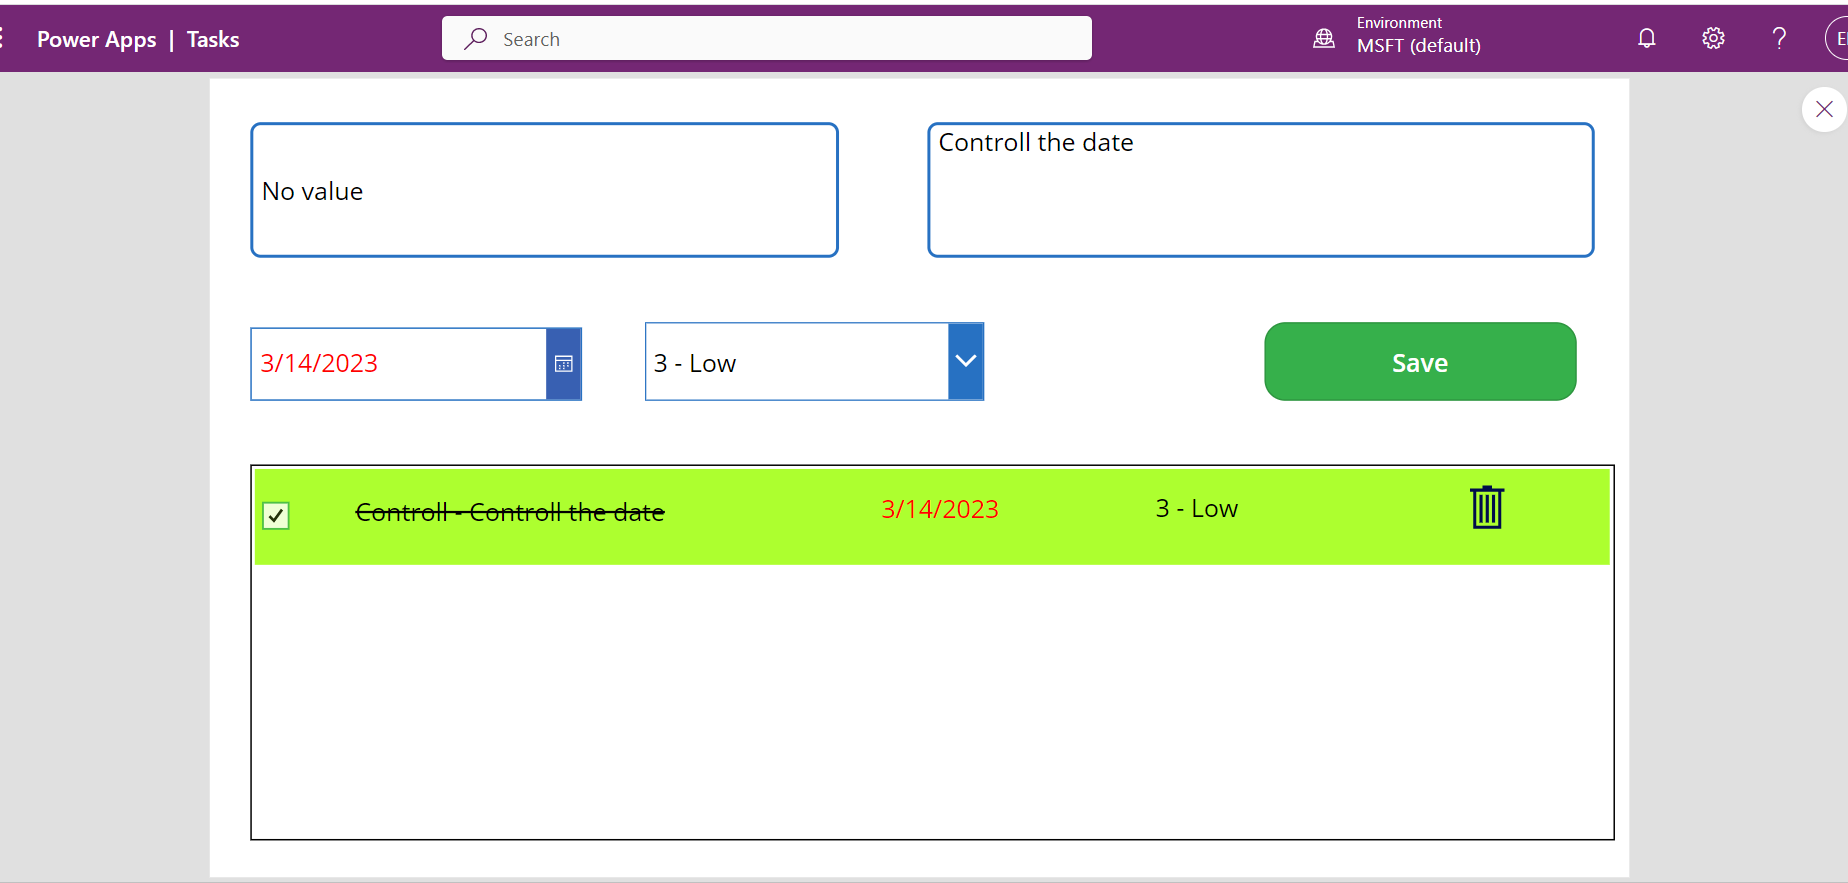 Power Apps | Tasks
Search
Environment
MSFT (default)
No value
Controll the date
3/14/2023
3 - Low
Save
Controll - Controll the date
3/14/2023
3 - Low